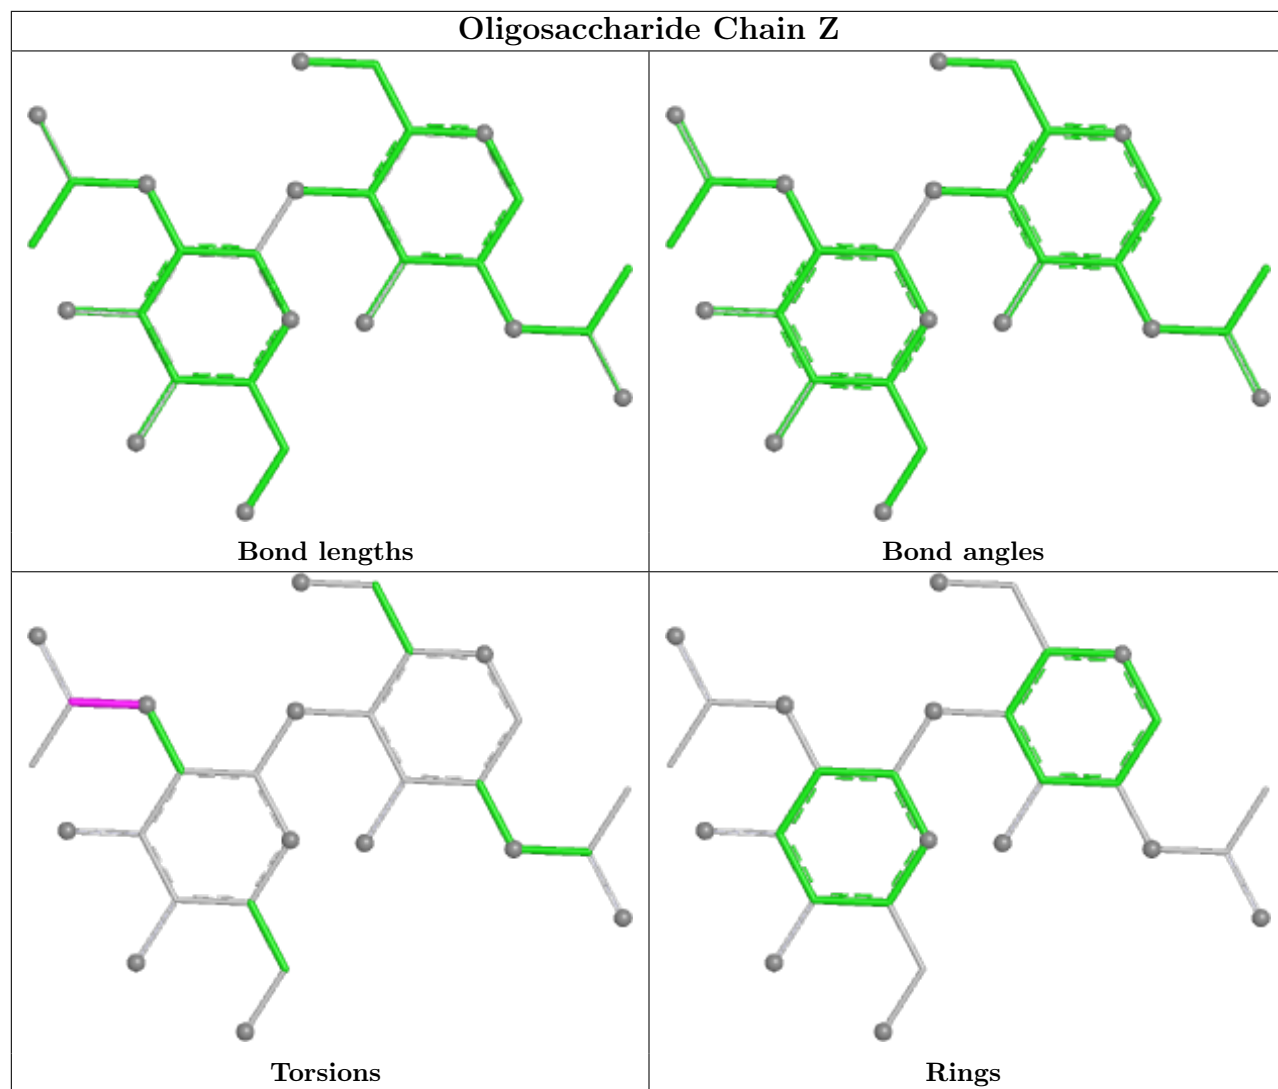 Oligosaccharide Chain Z
Bond lengths
Bond angles
Torsions
Rings